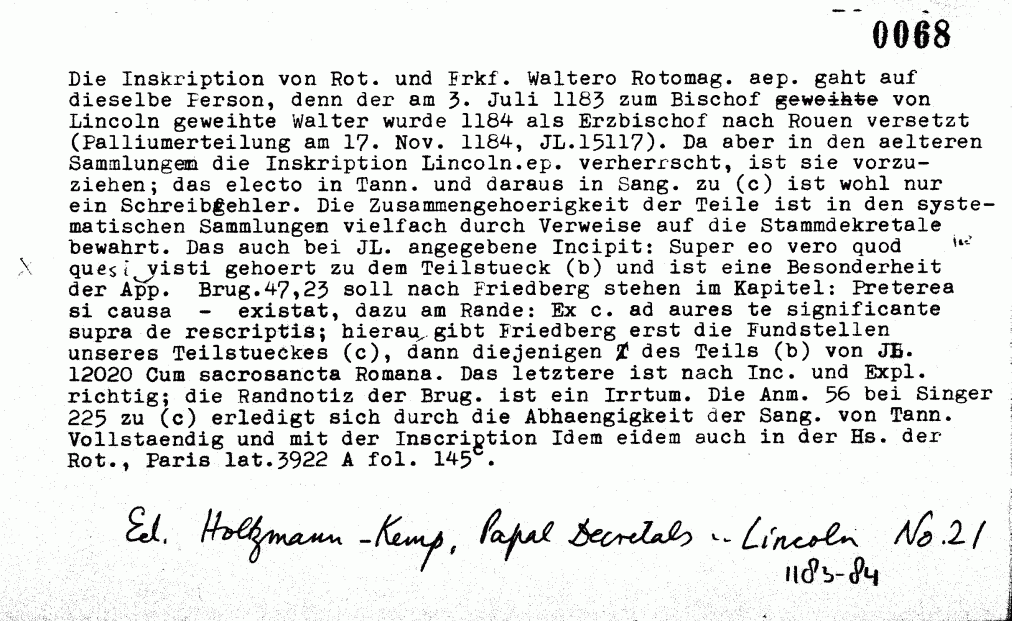 0068
Die Inskription von Rot. und Frkf. Waltero Rotomag. aep. gaht auf
dieselbe Person, denn der am 3. Juli 1183 zum Bischof geweihte von
Lincoln geweihte Walter wurde 1184 als Erzbischof nach Rouen versetzt
(Palliumerteilung am 17. Nov. 1184, JL.15117). Da aber in den aelteren
Sammlungen die Inskription Lincoln.ep. verherrscht, ist sie vorzu-
ziehen; das electo in Tann. und daraus in Sang. zu (c) ist wohl nur
ein Schreibfehler. Die Zusammengehoerigkeit der Teile ist in den syste-
matischen Sammlungen vielfach durch Verweise auf die Stammdekretale
bewahrt. Das auch bei JL. angegebene Incipit: Super eo vero quod
quesivisti gehoert zu dem Teilstueck (b) und ist eine Besonderheit
der App. Brug.47,23 soll nach Friedberg stehen im Kapitel: Preterea
si causa - existat, dazu am Rande: Ex c. ad aures te significante
supra de rescriptis; hierau gibt Friedberg erst die Fundstellen
unseres Teilstueckes (c), dann diejenigen des Teils (b) von JL.
12020 Cum sacrosancta Romana. Das letztere ist nach Inc. und Expl.
richtig; die Randnotiz der Brug. ist ein Irrtum. Die Anm. 56 bei Singer
225 zu (c) erledigt sich durch die Abhaengigkeit der Sang. von Tann.
Vollstaendig und mit der Inscription Idem eidem auch in der Hs. der
Rot., Paris lat.3922 A fol. 145c.
Ed. Holtzmann-Kemp, Papal Decretals .. Lincoln No.21
1183-84